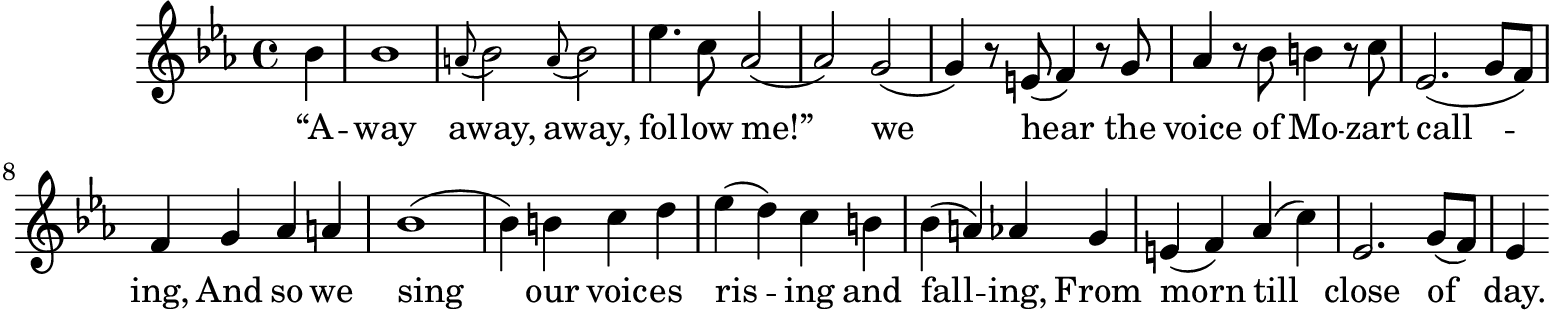 “A -- way away, away, follow me!” we hear the voice of Mo - zart call --
8
ing, And so we sing our voices ris - ing and fall - ing, From morn till close of day.